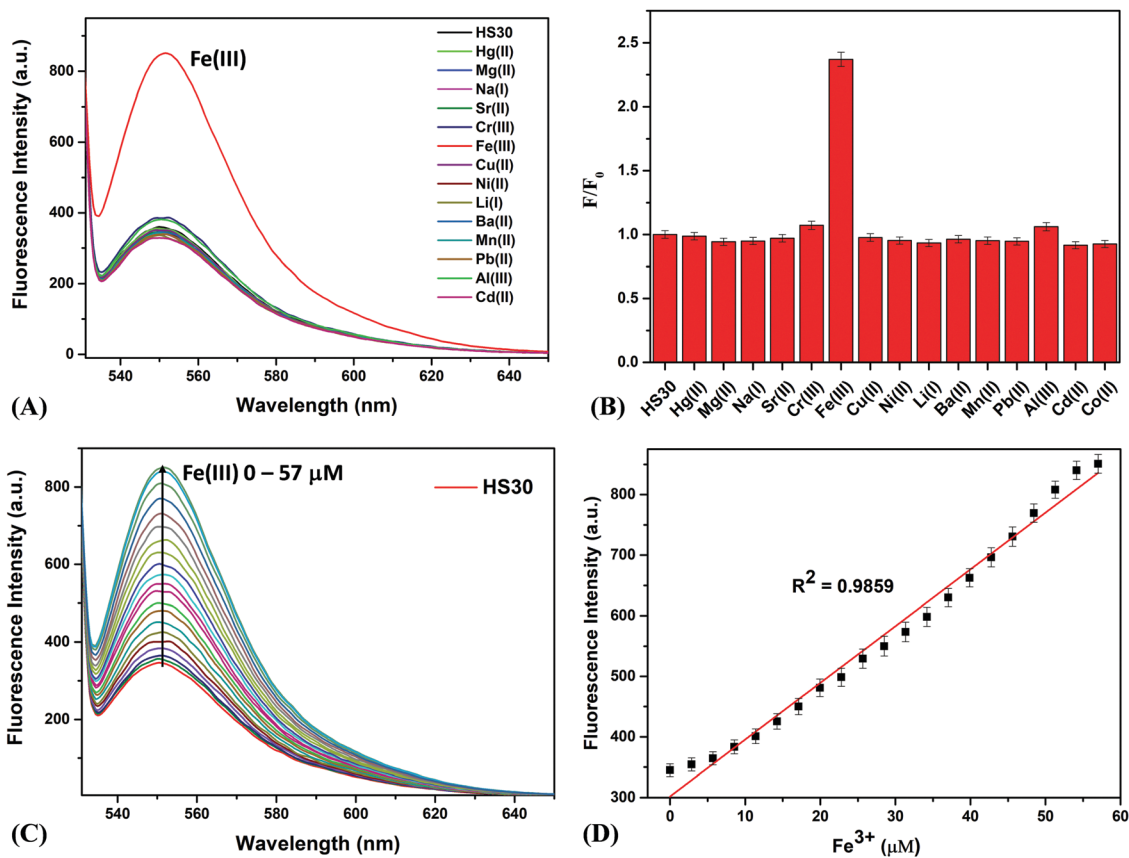 Fluorescence Intensity (a.u.)
800
600
400
200
0
Fe(III)
HS30
Hg(II)
Mg(II)
Na(I)
Sr(II)
Cr(III)
Fe(III)
Cu(II)
Ni(II)
Li(I)
Ba(II)
Mn(II)
Pb(II)
Al(III)
Cd(II)
540 560 580 600 620 640
Wavelength (nm)
(A)
F/F0
2.5
2.0
1.5
1.0
0.5
0.0
HS30 Hg(II) Mg(II) Na(I) Sr(II) Cr(III) Fe(III) Cu(II) Ni(II) Li(I) Ba(II) Mn(II) Pb(II) Al(III) Cd(II) Co(II)
(B)
Fluorescence Intensity (a.u.)
800
600
400
200
Fe(III) 0 – 57 μM
HS30
540 560 580 600 620 640
Wavelength (nm)
(C)
Fluorescence Intensity (a.u.)
800
700
600
500
400
300
R2 = 0.9859
0 10 20 30 40 50 60
Fe3+ (μM)
(D)